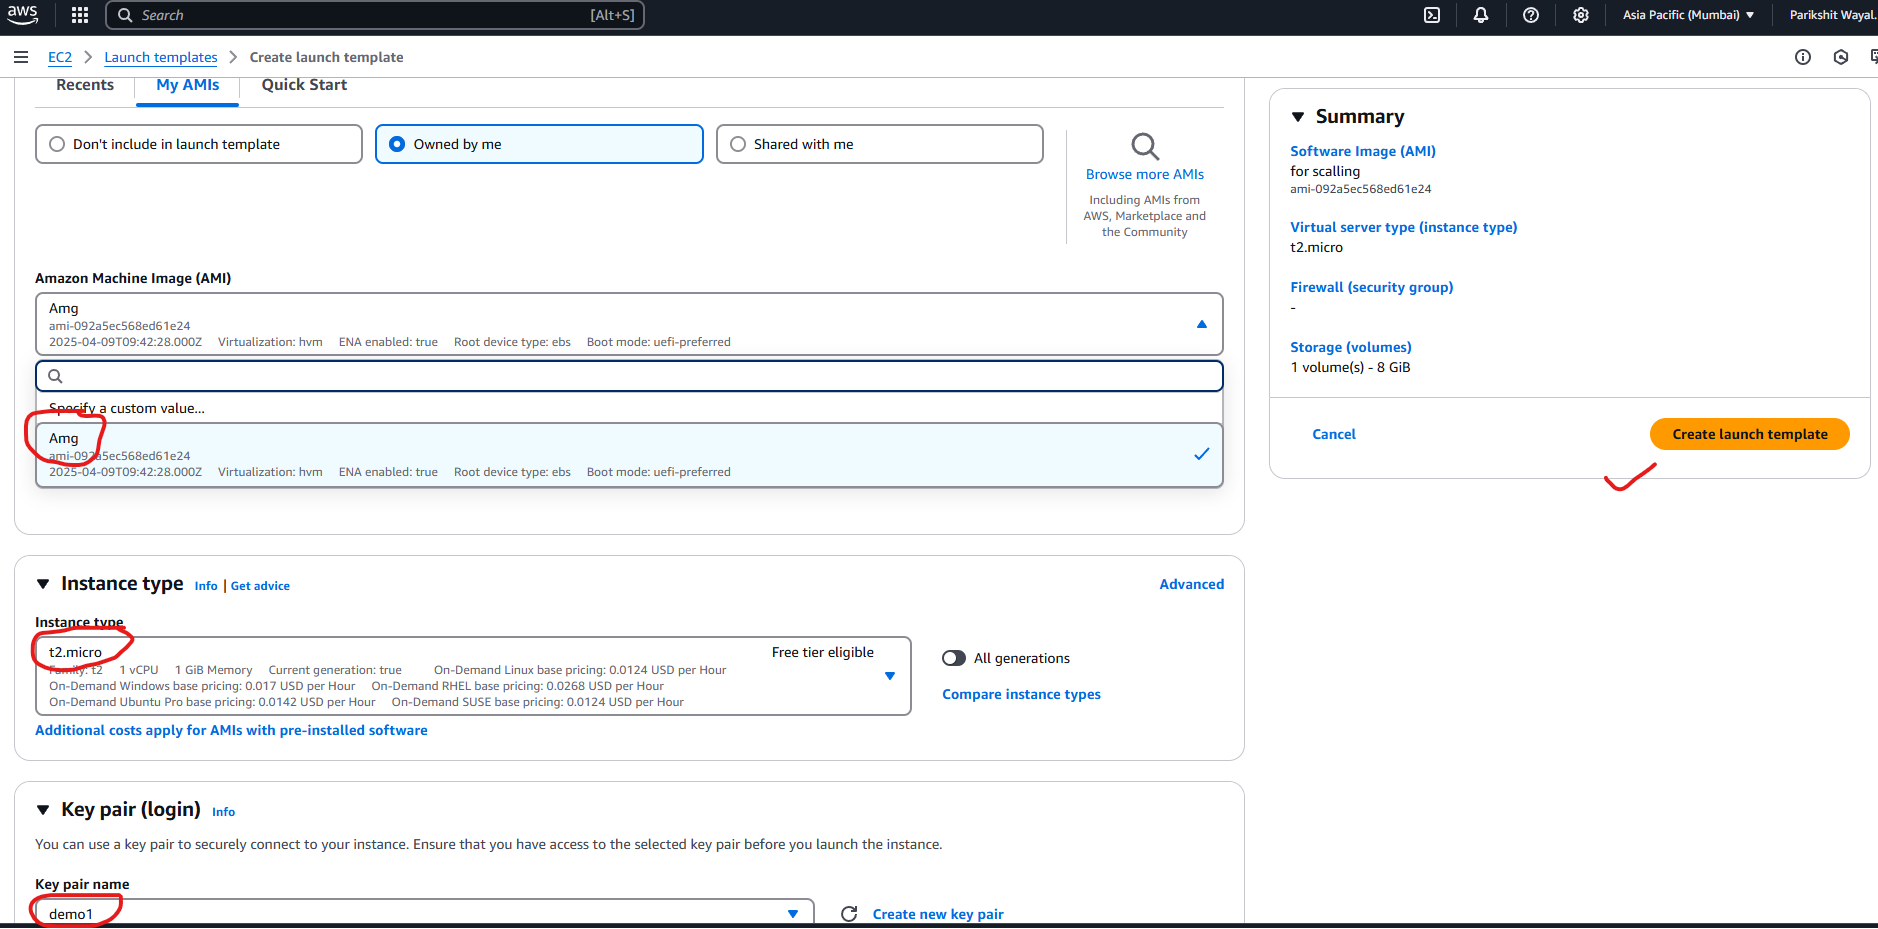 aws
Search [Alt+S]
Asia Pacific (Mumbai) Parikshit Wayal.
EC2 Launch templates Create launch template
Recents My AMIs Quick Start
Don't include in launch template Owned by me Shared with me
Browse more AMIs
Including AMIs from
AWS, Marketplace and
the Community
Amazon Machine Image (AMI)
Amg
ami-092a5ec568ed61e24
2025-04-09T09:42:28.000Z Virtualization: hvm ENA enabled: true Root device type: ebs Boot mode: uefi-preferred
Specify a custom value...
Amg
ami-092a5ec568ed61e24
2025-04-09T09:42:28.000Z Virtualization: hvm ENA enabled: true Root device type: ebs Boot mode: uefi-preferred
Instance type Info | Get advice Advanced
Instance type
t2.micro Free tier eligible
Family: t2 1 vCPU 1 GiB Memory Current generation: true On-Demand Linux base pricing: 0.0124 USD per Hour
On-Demand Windows base pricing: 0.017 USD per Hour On-Demand RHEL base pricing: 0.0268 USD per Hour
On-Demand Ubuntu Pro base pricing: 0.0142 USD per Hour On-Demand SUSE base pricing: 0.0124 USD per Hour
All generations
Compare instance types
Additional costs apply for AMIs with pre-installed software
Key pair (login) Info
You can use a key pair to securely connect to your instance. Ensure that you have access to the selected key pair before you launch the instance.
Key pair name
demo1 Create new key pair
Summary
Software Image (AMI)
for scalling
ami-092a5ec568ed61e24
Virtual server type (instance type)
t2.micro
Firewall (security group)
-
Storage (volumes)
1 volume(s) - 8 GiB
Cancel Create launch template